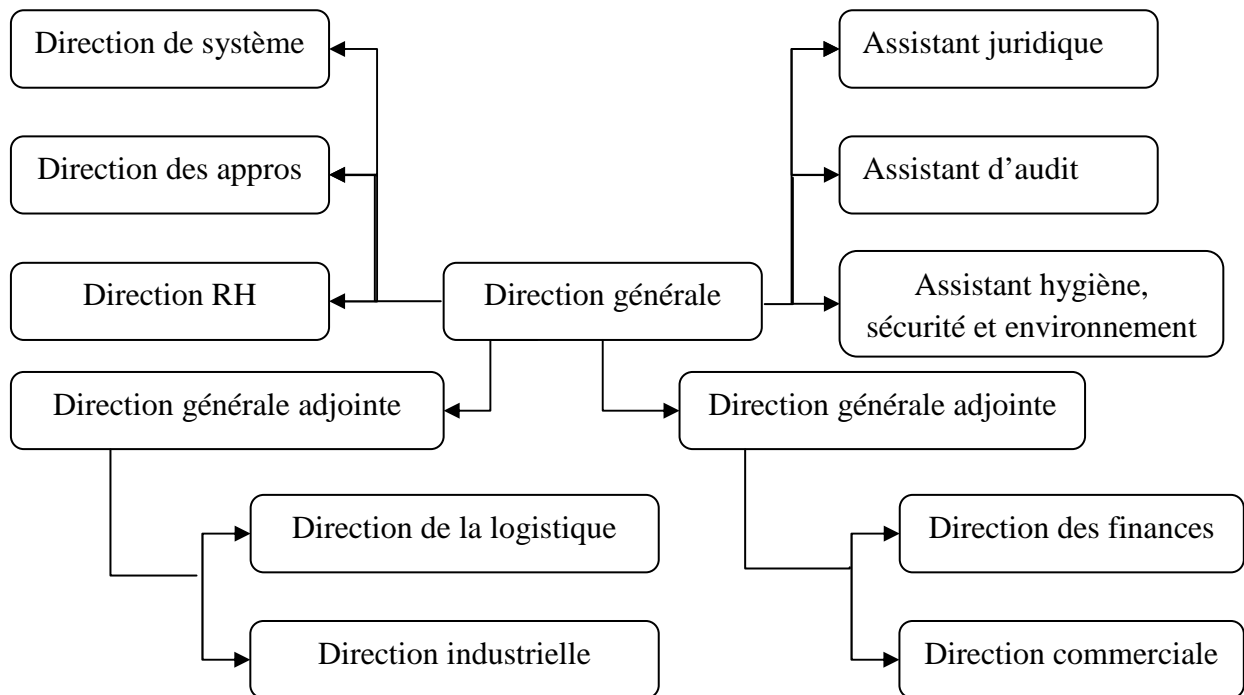 Direction de système
Assistant juridique
Direction des appros
Assistant d’audit
Direction RH
Direction générale
Assistant hygiène,
sécurité et environnement
Direction générale adjointe
Direction générale adjointe
Direction de la logistique
Direction des finances
Direction industrielle
Direction commerciale